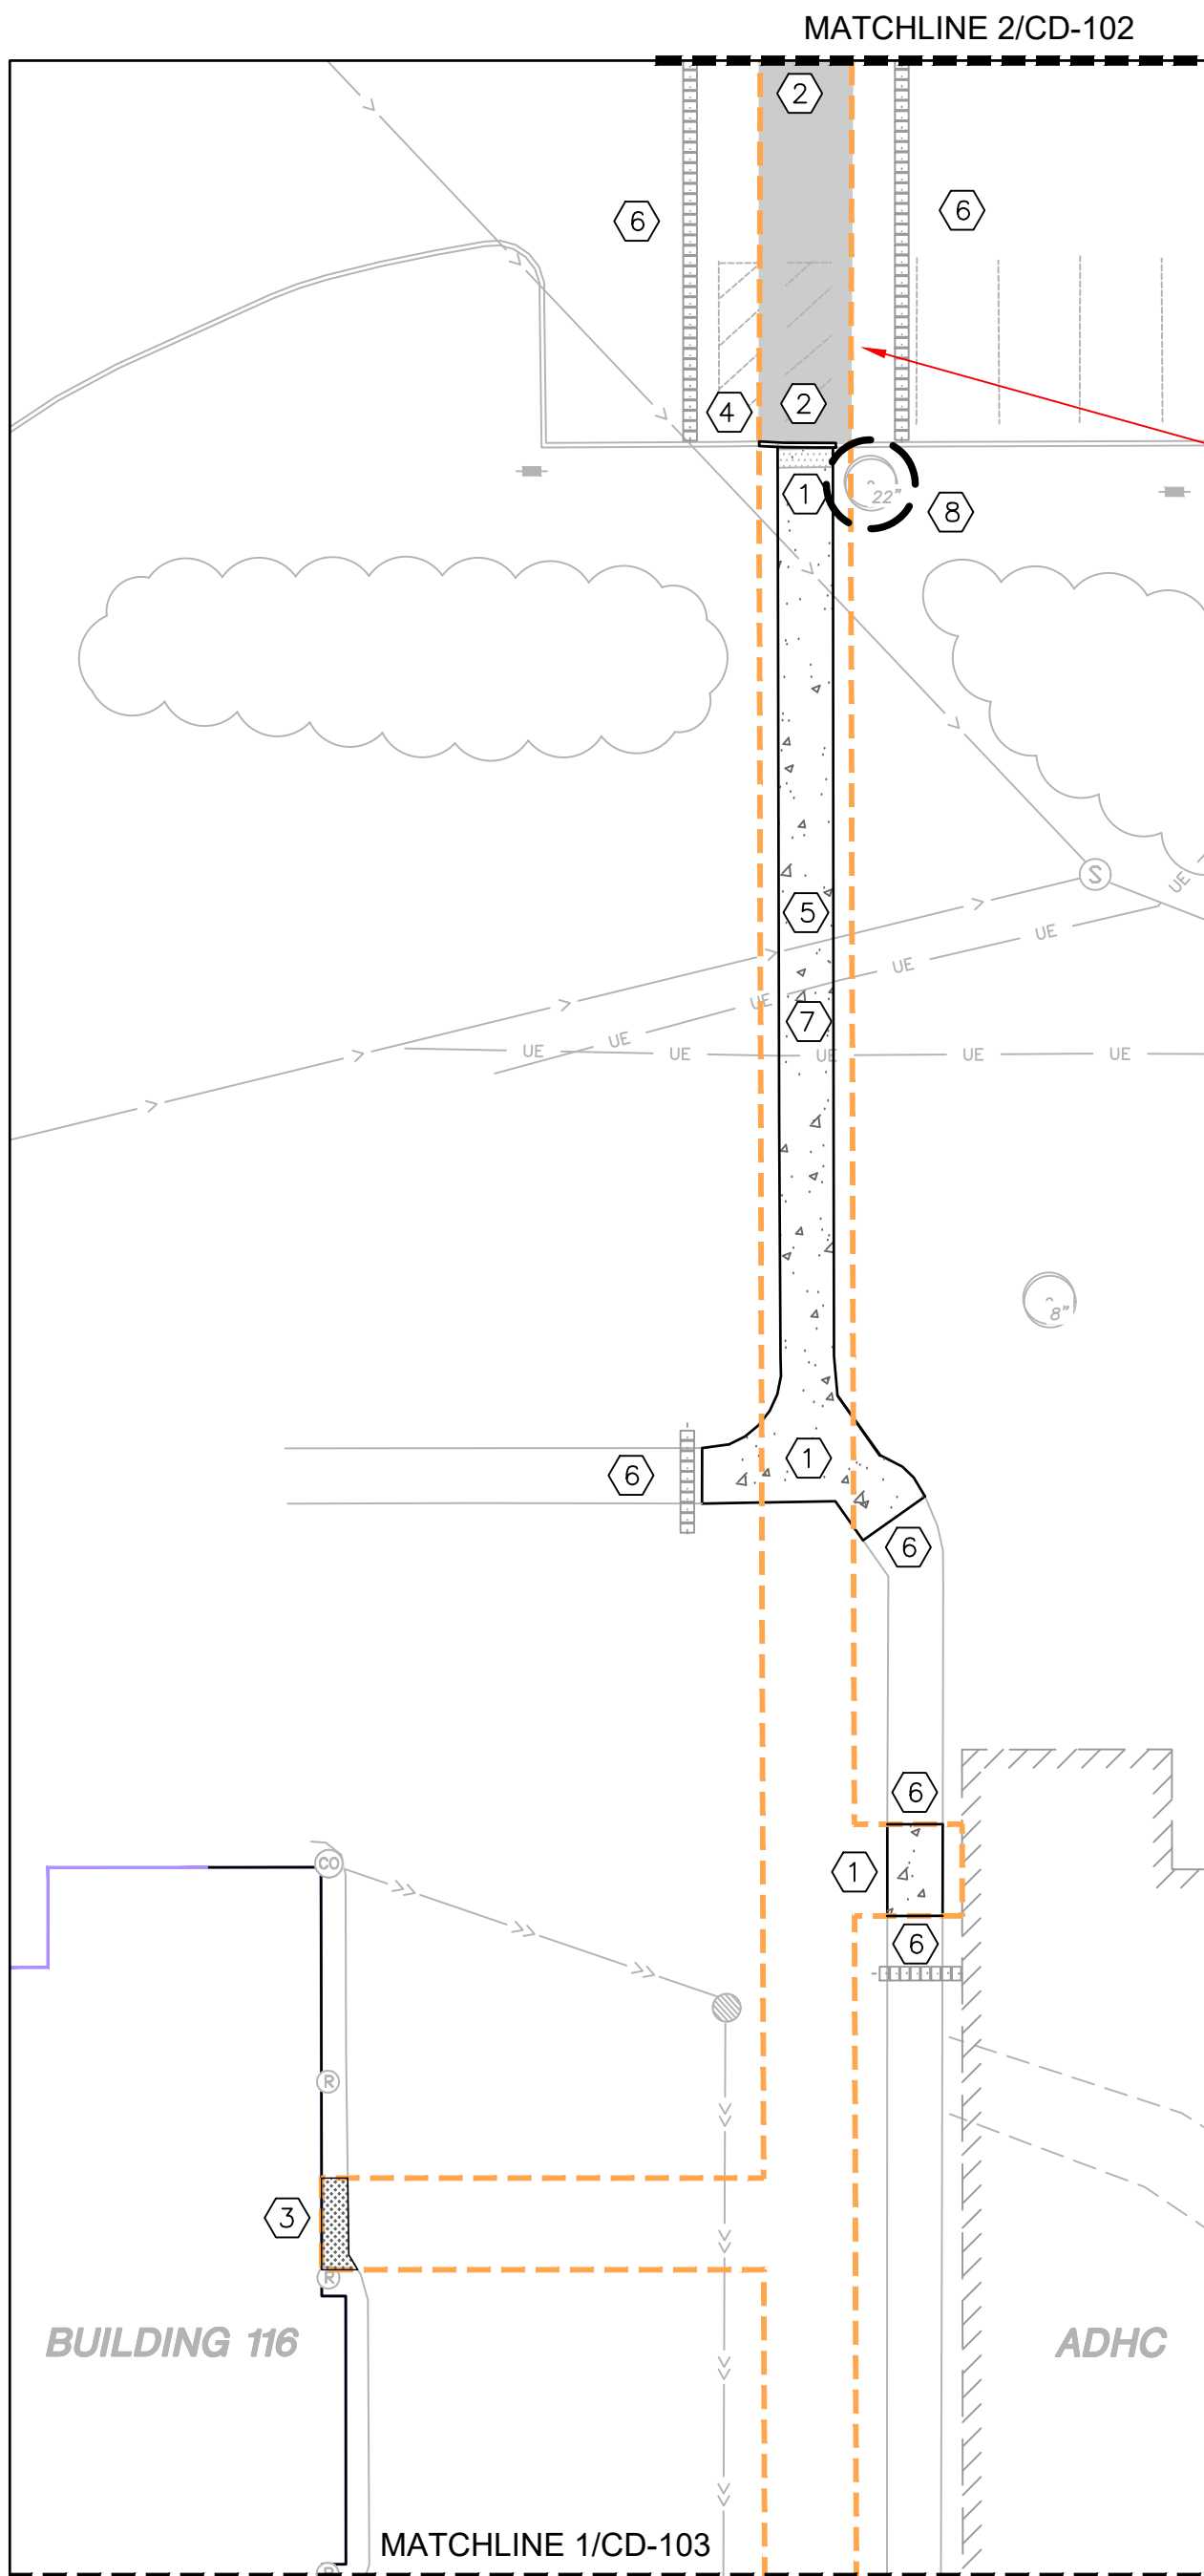 MATCHLINE 2/CD-102
2
6
6
4
2
1
22"
8
S
UE
5
UE
UE
UE
UE
7
UE
UE
UE
UE
UE
8"
1
6
6
6
CO
1
6
R
3
R
BUILDING 116
ADHC
MATCHLINE 1/CD-103
R